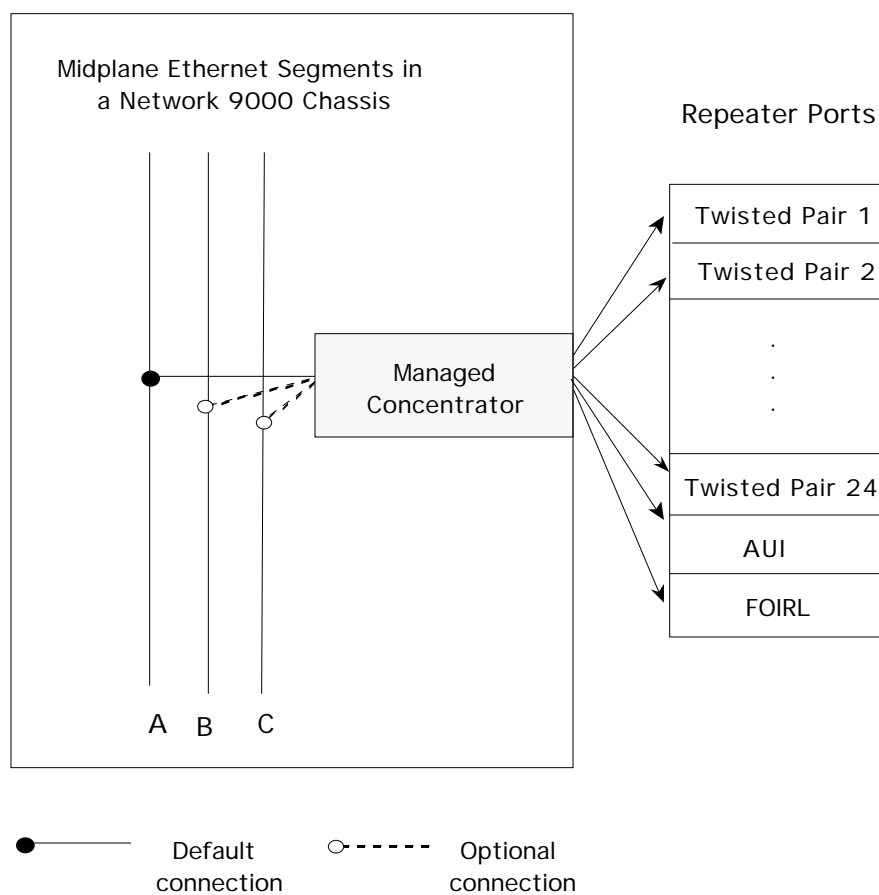 Midplane Ethernet Segments in
a Network 9000 Chassis
Repeater Ports
Twisted Pair 1
Twisted Pair 2
.
.
.
Managed
Concentrator
Twisted Pair 24
AUI
FOIRL
A B C
Default
connection
Optional
connection